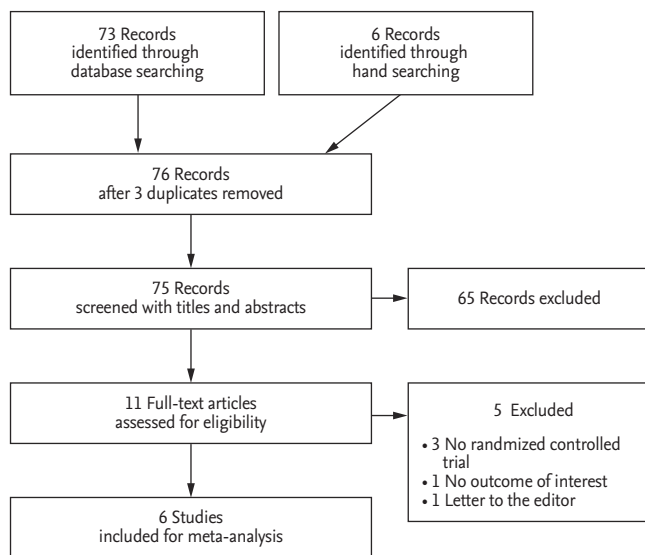 73 Records
identified through
database searching
6 Records
identified through
hand searching
76 Records
after 3 duplicates removed
75 Records
screened with titles and abstracts
65 Records excluded
11 Full-text articles
assessed for eligibility
5 Excluded
• 3 No randmized controlled
trial
• 1 No outcome of interest
• 1 Letter to the editor
6 Studies
included for meta-analysis